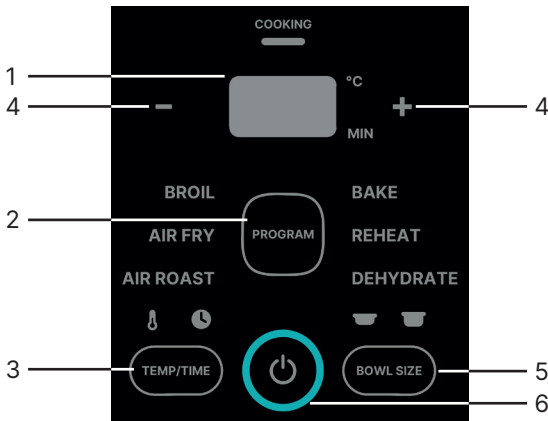 COOKING
1
°C
4 − + 4
MIN
BROIL BAKE
2 PROGRAM
AIR FRY REHEAT
AIR ROAST DEHYDRATE
3 TEMP/TIME BOWL SIZE 5
6